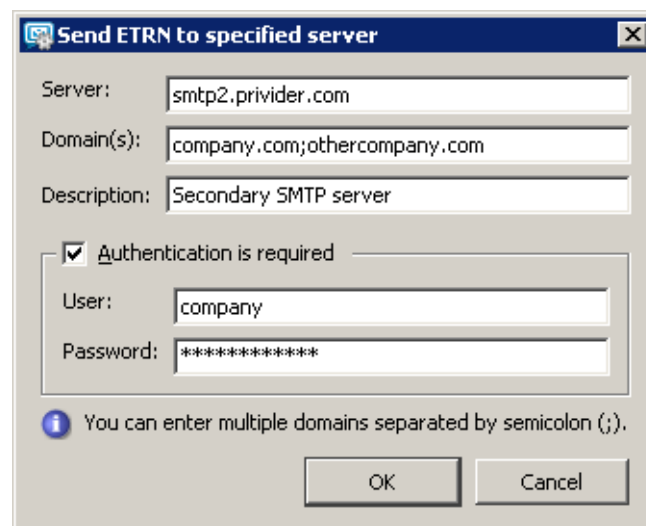 Send ETRN to specified server
Server: smtp2.privider.com
Domain(s): company.com;othercompany.com
Description: Secondary SMTP server
Authentication is required
User: company
Password: ************
You can enter multiple domains separated by semicolon (;).
OK Cancel